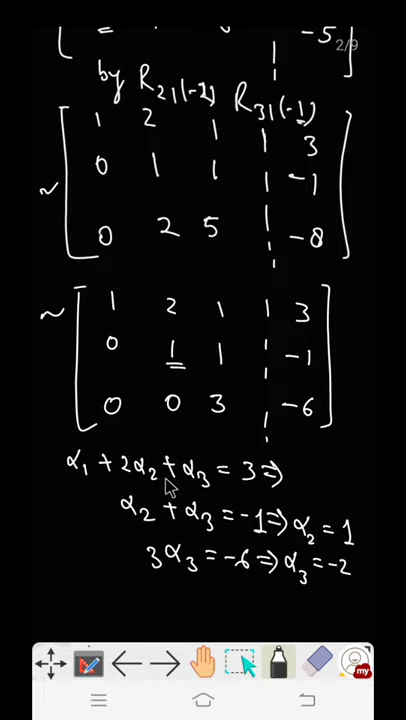 -5
2/9
by R₂₁(-2) R₃₁(-1)
1 2 1 | 3
~ 0 1 1 | -1
0 2 5 | -8
~ 1 2 1 | 3
0 1 1 | -1
0 0 3 | -6
α₁ + 2α₂ + α₃ = 3 ⇒
α₂ + α₃ = -1 ⇒ α₂ = 1
3α₃ = -6 ⇒ α₃ = -2
my